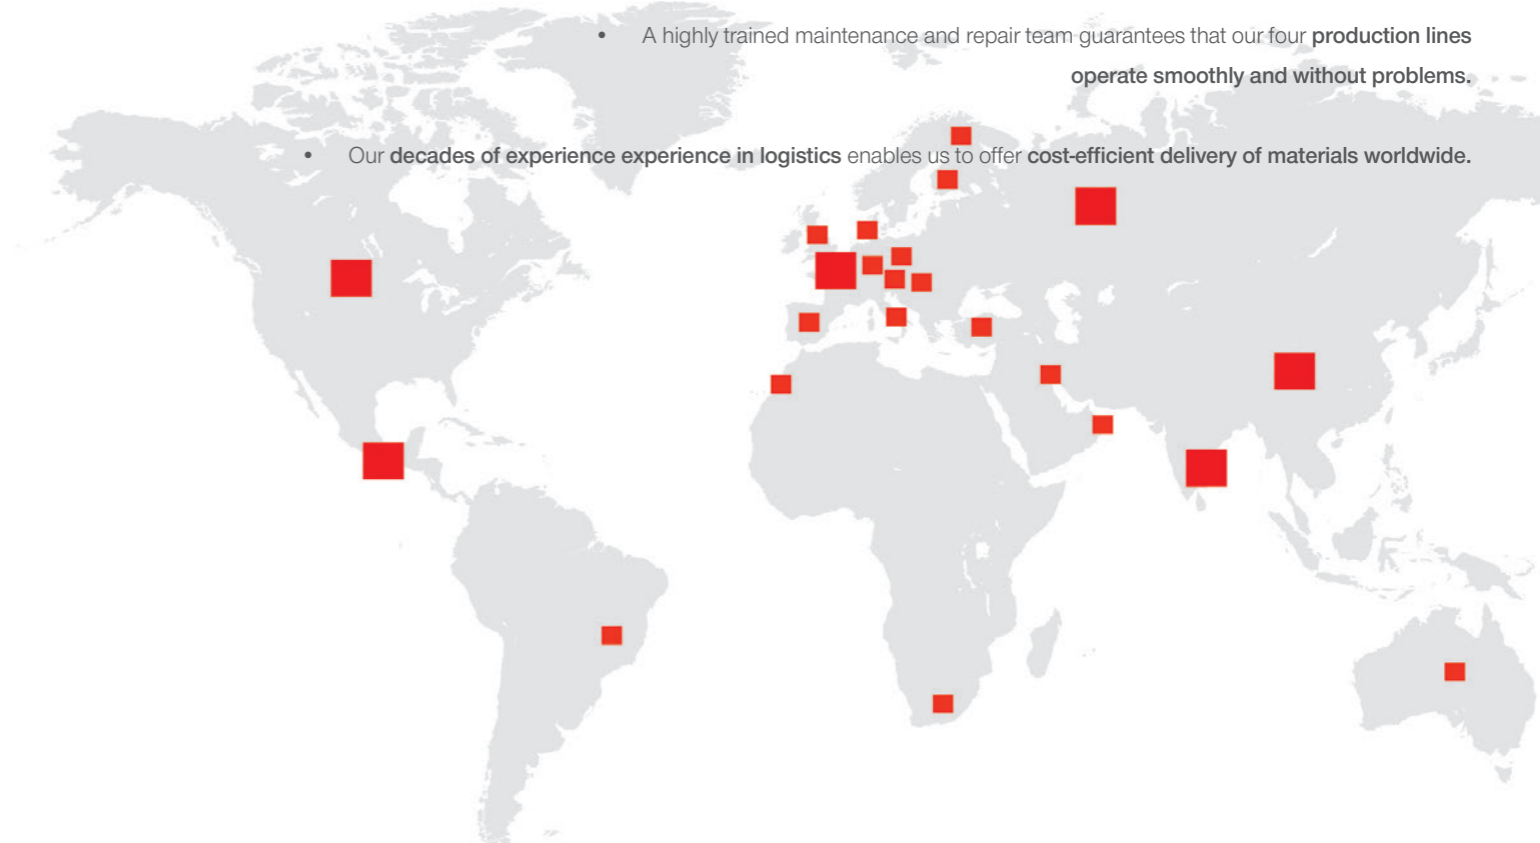 • A highly trained maintenance and repair team guarantees that our four production lines
operate smoothly and without problems.
• Our decades of experience experience in logistics enables us to offer cost-efficient delivery of materials worldwide.